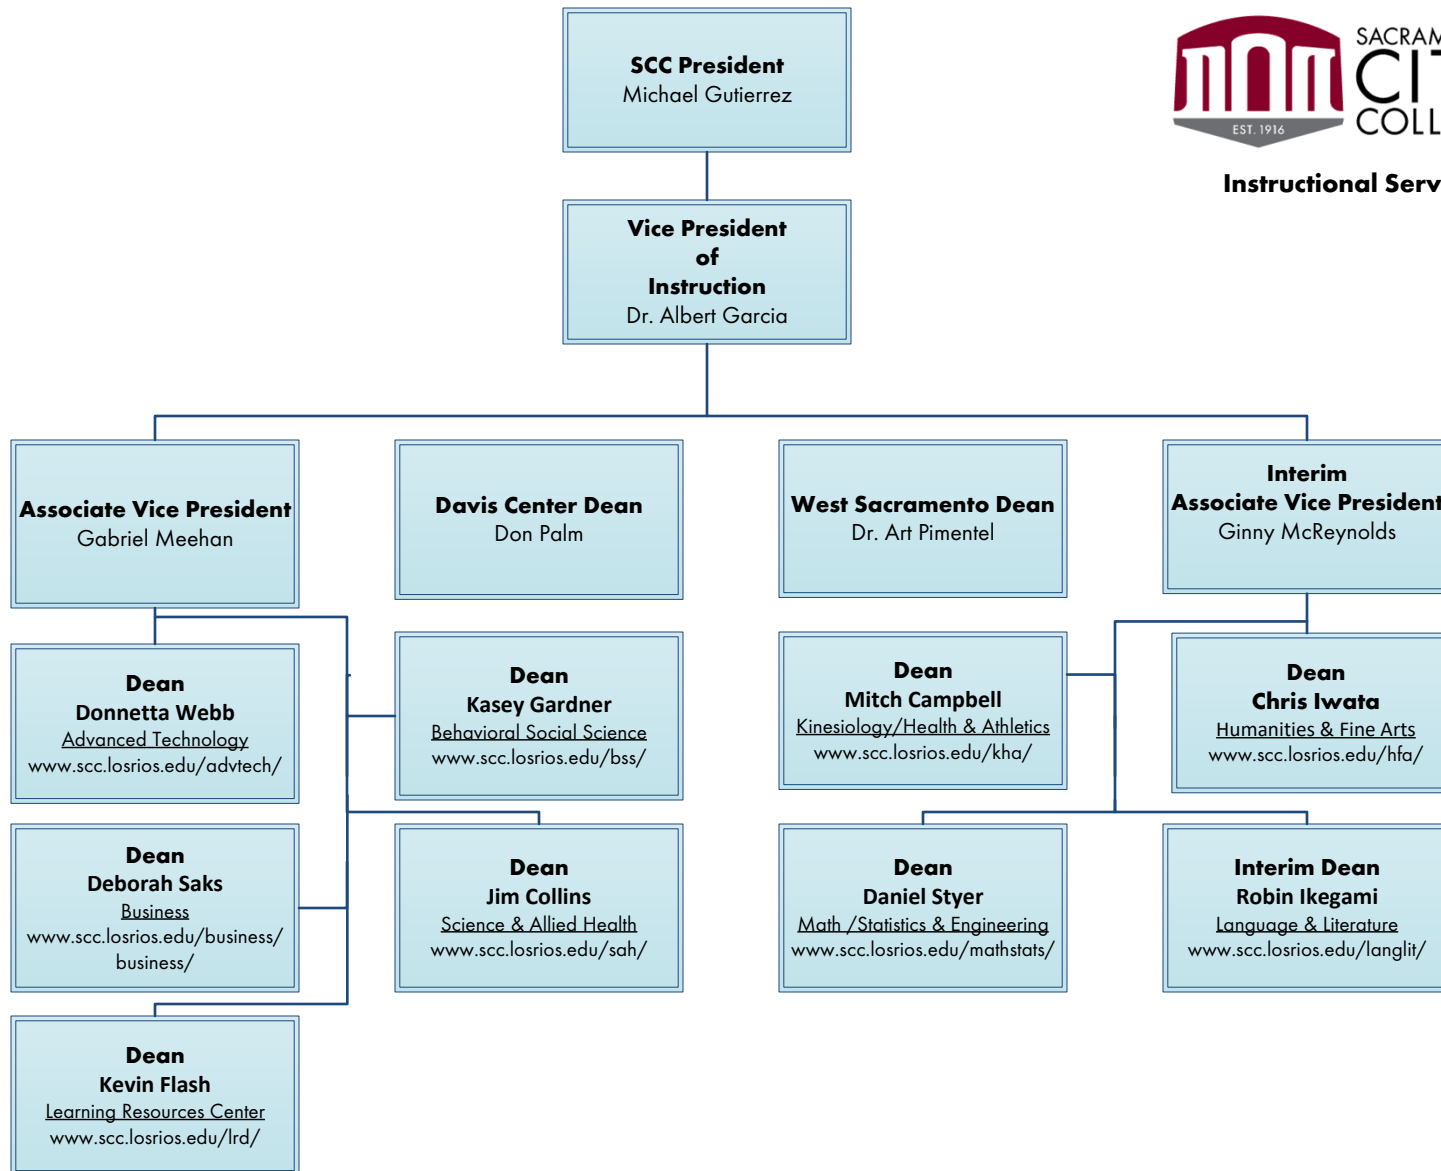 SCC President
Michael Gutierrez
SACRAM
CIT
COLL
EST. 1916
Instructional Serv
Vice President
of
Instruction
Dr. Albert Garcia
Associate Vice President
Gabriel Meehan
Davis Center Dean
Don Palm
West Sacramento Dean
Dr. Art Pimentel
Interim
Associate Vice President
Ginny McReynolds
Dean
Donnetta Webb
Advanced Technology
www.scc.losrios.edu/advtech/
Dean
Kasey Gardner
Behavioral Social Science
www.scc.losrios.edu/bss/
Dean
Mitch Campbell
Kinesiology/Health & Athletics
www.scc.losrios.edu/kha/
Dean
Chris Iwata
Humanities & Fine Arts
www.scc.losrios.edu/hfa/
Dean
Deborah Saks
Business
www.scc.losrios.edu/business/
business/
Dean
Jim Collins
Science & Allied Health
www.scc.losrios.edu/sah/
Dean
Daniel Styer
Math /Statistics & Engineering
www.scc.losrios.edu/mathstats/
Interim Dean
Robin Ikegami
Language & Literature
www.scc.losrios.edu/langlit/
Dean
Kevin Flash
Learning Resources Center
www.scc.losrios.edu/lrd/